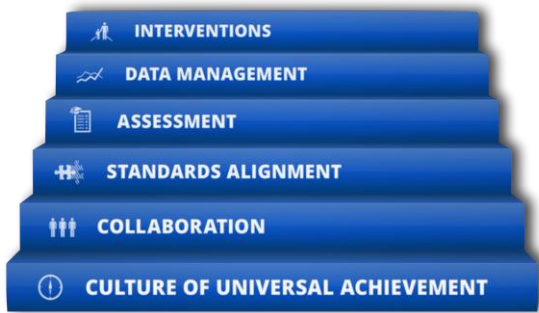 INTERVENTIONS
DATA MANAGEMENT
ASSESSMENT
STANDARDS ALIGNMENT
COLLABORATION
CULTURE OF UNIVERSAL ACHIEVEMENT